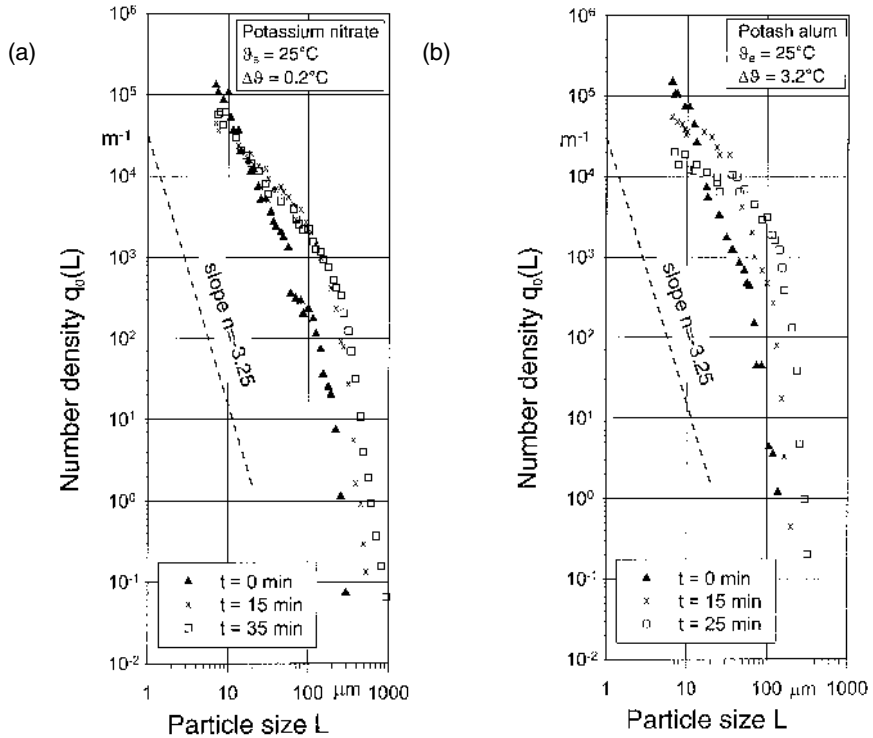 (a)
Potassium nitrate
ϑs = 25°C
Δϑ = 0.2°C
10⁶
10⁵
m⁻¹
10⁴
10³
10²
10¹
10⁰
10⁻¹
10⁻²
Number density q₀(L)
slope n=-3.25
▲ t = 0 min
× t = 15 min
□ t = 35 min
1 10 100 μm 1000
Particle size L
(b)
Potash alum
ϑs = 25°C
Δϑ = 3.2°C
10⁶
10⁵
m⁻¹
10⁴
10³
10²
10¹
10⁰
10⁻¹
10⁻²
Number density q₀(L)
slope n=-3.25
▲ t = 0 min
× t = 15 min
□ t = 25 min
1 10 100 μm 1000
Particle size L